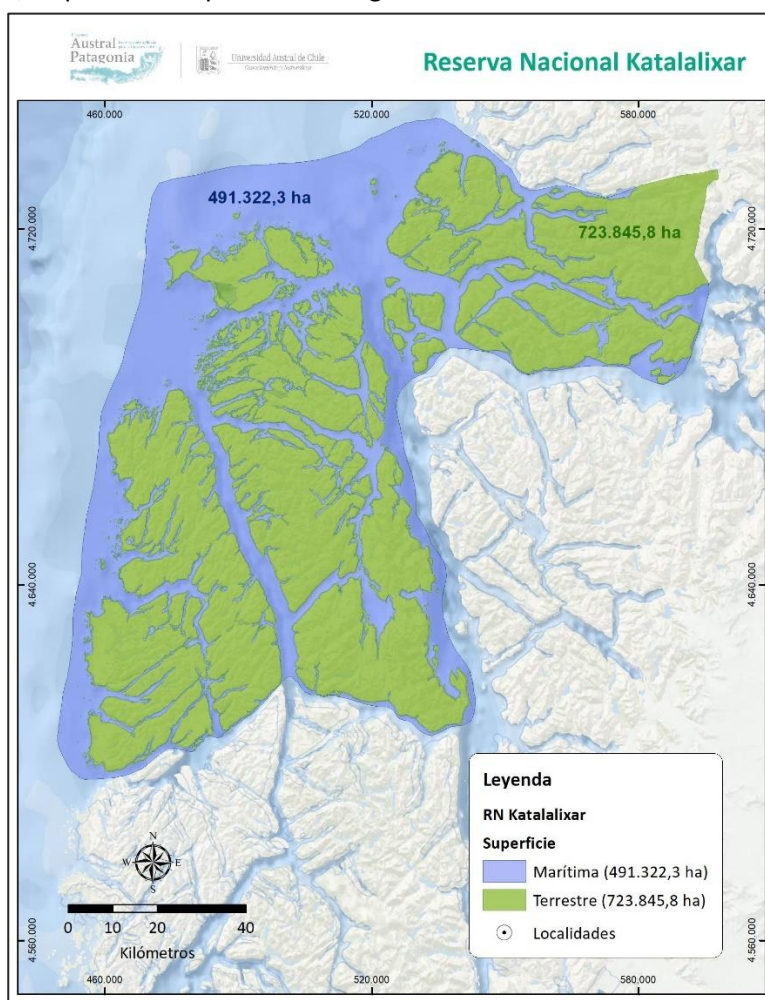 Austral
Patagonia
Universidad Austral de Chile
Conocimiento y Naturaleza
Reserva Nacional Katalalixar
460.000
520.000
580.000
491.322,3 ha
723.845,8 ha
4.720.000
4.720.000
4.640.000
4.640.000
Leyenda
RN Katalalixar
Superficie
Marítima (491.322,3 ha)
Terrestre (723.845,8 ha)
Localidades
N
W
E
S
0 10 20 40
Kilómetros
4.560.000
4.560.000
460.000
520.000
580.000